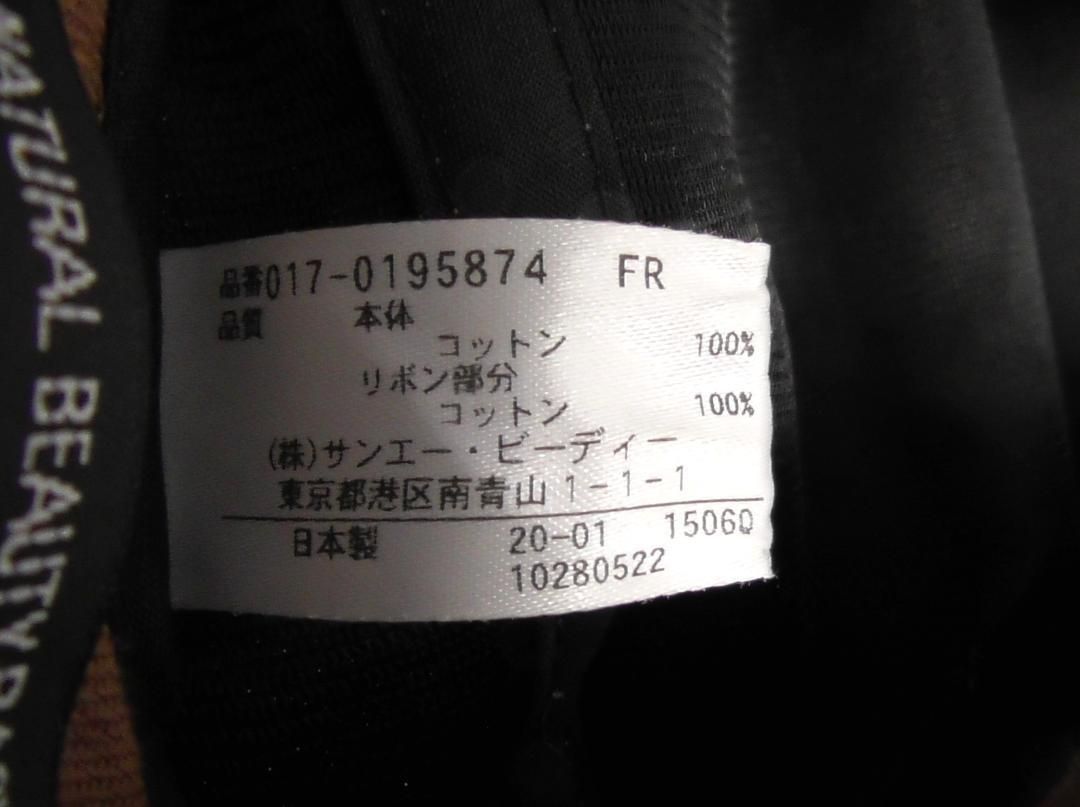 NATURAL BEAUTY BA
品番017-0195874 FR
品質 本体
コットン 100%
リボン部分
コットン 100%
(株)サンエー・ビーディー
東京都港区南青山1-1-1
日本製 20-01 1506Q
10280522